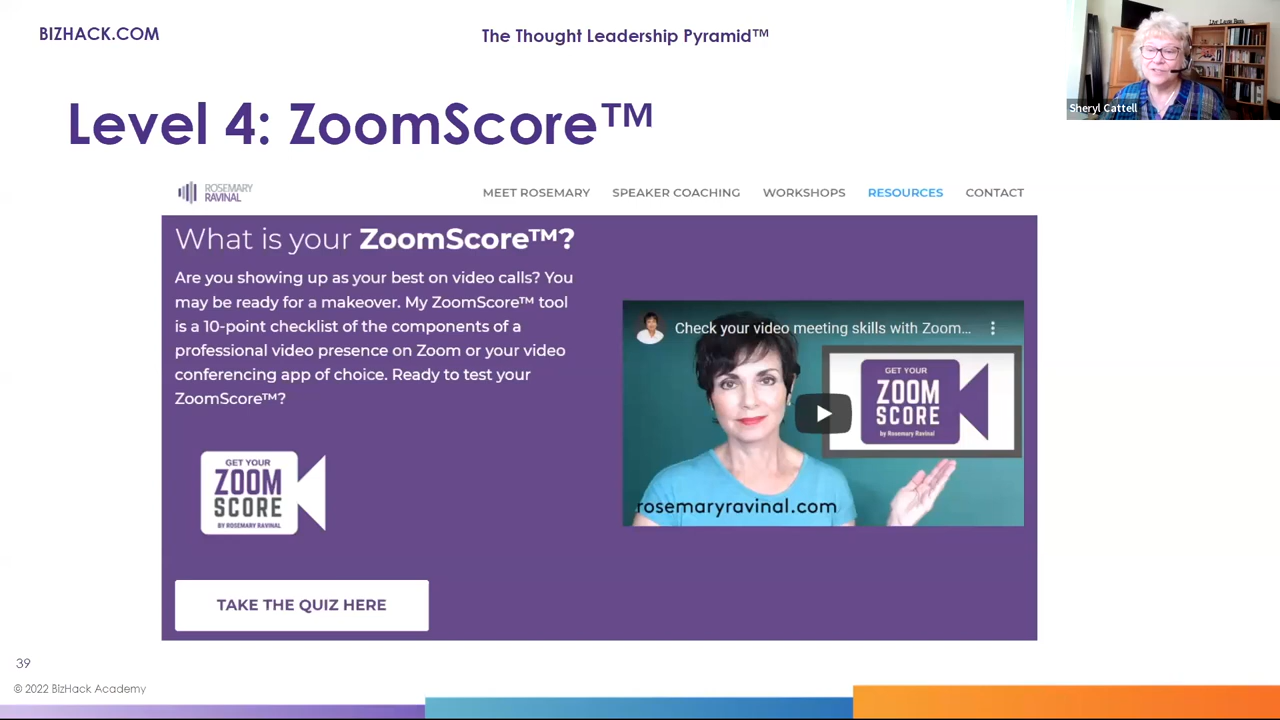 BIZHACK.COM
The Thought Leadership Pyramid™
Live Laugh Bern
Sheryl Cattell
Level 4: ZoomScore™
ROSEMARY
RAVINAL
MEET ROSEMARY SPEAKER COACHING WORKSHOPS RESOURCES CONTACT
What is your ZoomScore™?
Are you showing up as your best on video calls? You
may be ready for a makeover. My ZoomScore™ tool
is a 10-point checklist of the components of a
professional video presence on Zoom or your video
conferencing app of choice. Ready to test your
ZoomScore™?
Check your video meeting skills with Zoom...
GET YOUR
ZOOM
SCORE
by Rosemary Ravinal
rosemaryravinal.com
GET YOUR
ZOOM
SCORE
BY ROSEMARY RAVINAL
TAKE THE QUIZ HERE
39
© 2022 BizHack Academy